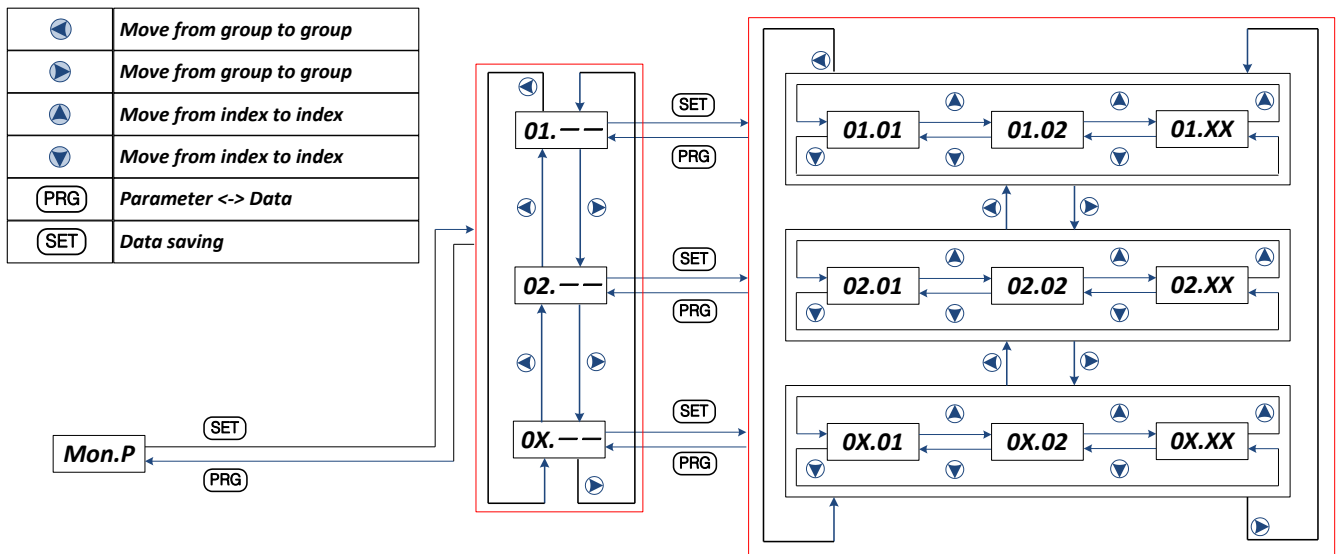 Move from group to group
Move from group to group
Move from index to index
Move from index to index
PRG Parameter <-> Data
SET Data saving
Mon.P
SET
PRG
01.——
02.——
0X.——
SET
PRG
SET
PRG
SET
PRG
01.01 01.02 01.XX
02.01 02.02 02.XX
0X.01 0X.02 0X.XX